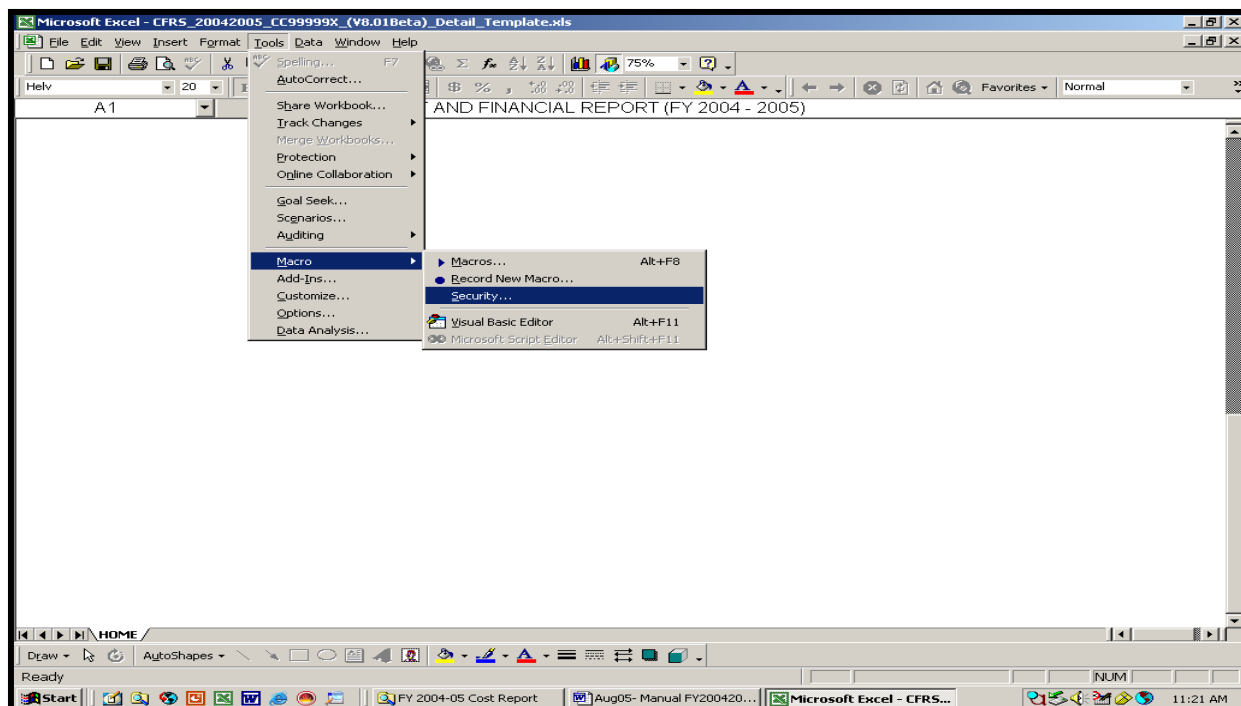 Microsoft Excel - CFRS_20042005_CC99999X_(V8.01Beta)_Detail_Template.xls
File Edit View Insert Format Tools Data Window Help
75%
Helv 20 Favorites Normal
A1 AND FINANCIAL REPORT (FY 2004 - 2005)
Spelling... F7
AutoCorrect...
Share Workbook...
Track Changes
Merge Workbooks...
Protection
Online Collaboration
Goal Seek...
Scenarios...
Auditing
Macro
Add-Ins...
Customize...
Options...
Data Analysis...
Macros... Alt+F8
Record New Macro...
Security...
Visual Basic Editor Alt+F11
Microsoft Script Editor Alt+Shift+F11
HOME
Draw AutoShapes
Ready NUM
Start FY 2004-05 Cost Report Aug05- Manual FY200420... Microsoft Excel - CFRS... 11:21 AM